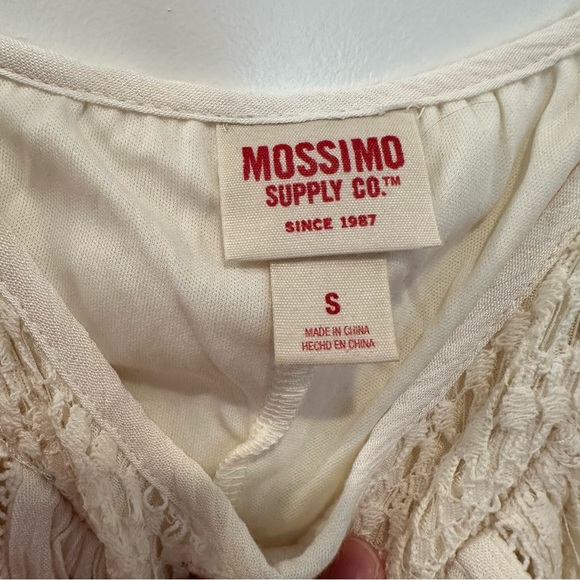 MOSSIMO
SUPPLY CO.™
SINCE 1987
S
MADE IN CHINA
HECHO EN CHINA